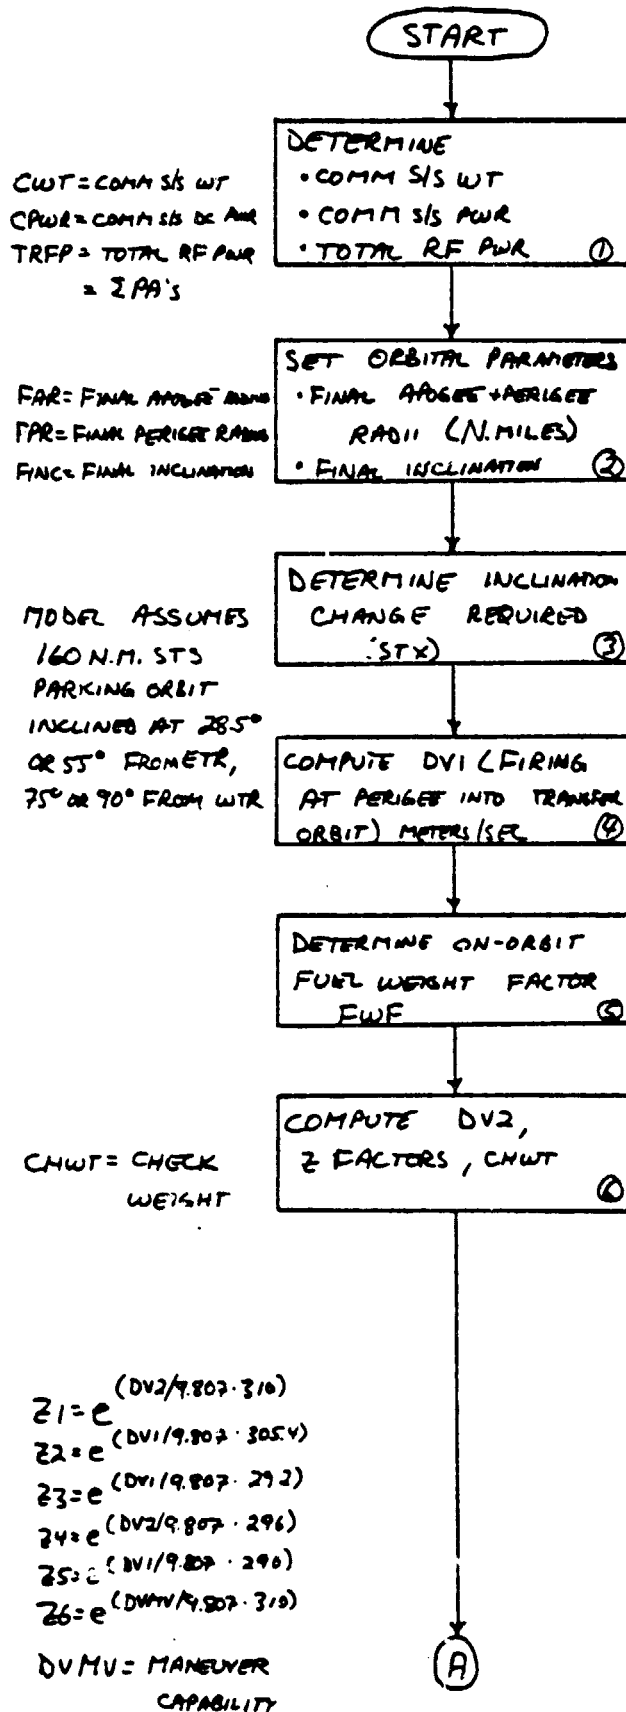 START
DETERMINE
• COMM S/S WT
• COMM S/S PWR
• TOTAL RF PWR ①
CWT = COMM S/S WT
CPWR = COMM S/S DC PWR
TRFP = TOTAL RF PWR
= Σ PA'S
SET ORBITAL PARAMETERS
• FINAL APOGEE + PERIGEE
RADII (N.MILES)
• FINAL INCLINATION ②
FAR = FINAL APOGEE RADIUS
FPR = FINAL PERIGEE RADIUS
FINC = FINAL INCLINATION
DETERMINE INCLINATION
CHANGE REQUIRED
(STX) ③
MODEL ASSUMES
160 N.M. STS
PARKING ORBIT
INCLINED AT 28.5°
OR 55° FROM ETR,
75° OR 90° FROM WTR
COMPUTE DV1 (FIRING
AT PERIGEE INTO TRANSFER
ORBIT) METERS/SEC ④
DETERMINE ON-ORBIT
FUEL WEIGHT FACTOR
FWF ⑤
COMPUTE DV2,
Z FACTORS, CHWT
⑥
CHWT = CHECK
WEIGHT
Z1 = e^(DV2/9.807 · 310)
Z2 = e^(DV1/9.807 · 305.4)
Z3 = e^(DV1/9.807 · 292)
Z4 = e^(DV2/9.807 · 296)
Z5 = e^(DV1/9.807 · 290)
Z6 = e^(DVMV/9.807 · 310)
DVMV = MANEUVER
CAPABILITY
A